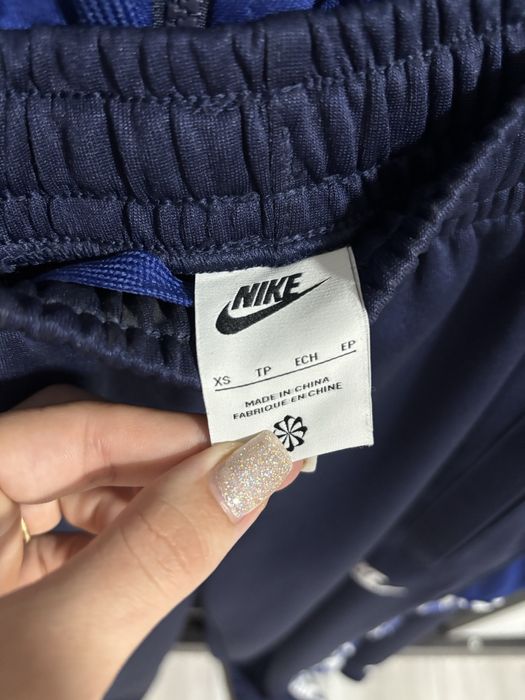 NIKE
XS TP ECH EP
MADE IN CHINA
FABRIQUE EN CHINE